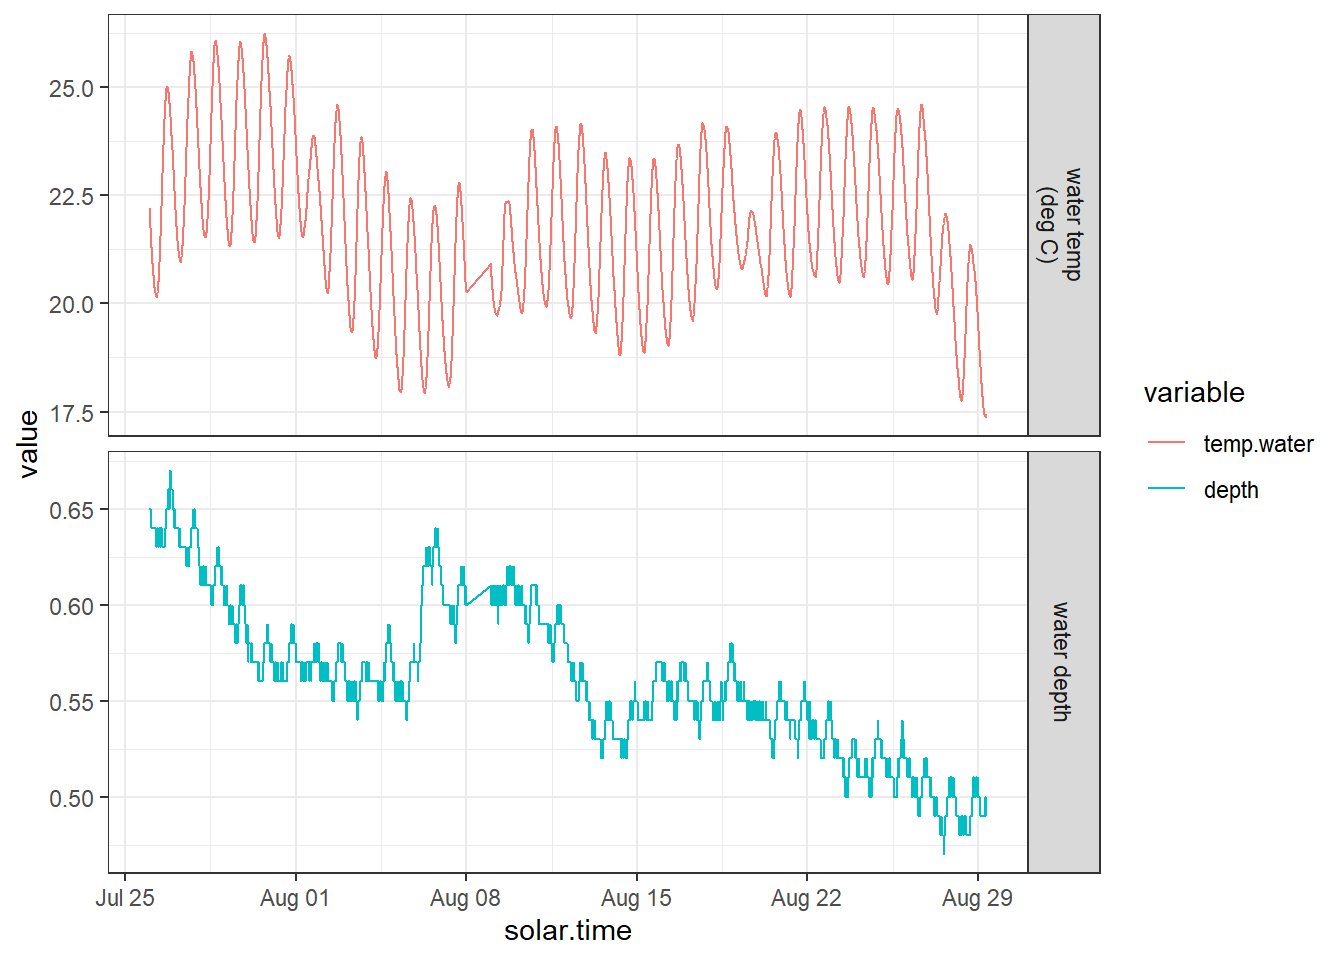 25.0
22.5
20.0
17.5
water temp
(deg C)
0.65
0.60
0.55
0.50
water depth
value
Jul 25
Aug 01
Aug 08
Aug 15
Aug 22
Aug 29
solar.time
variable
temp.water
depth